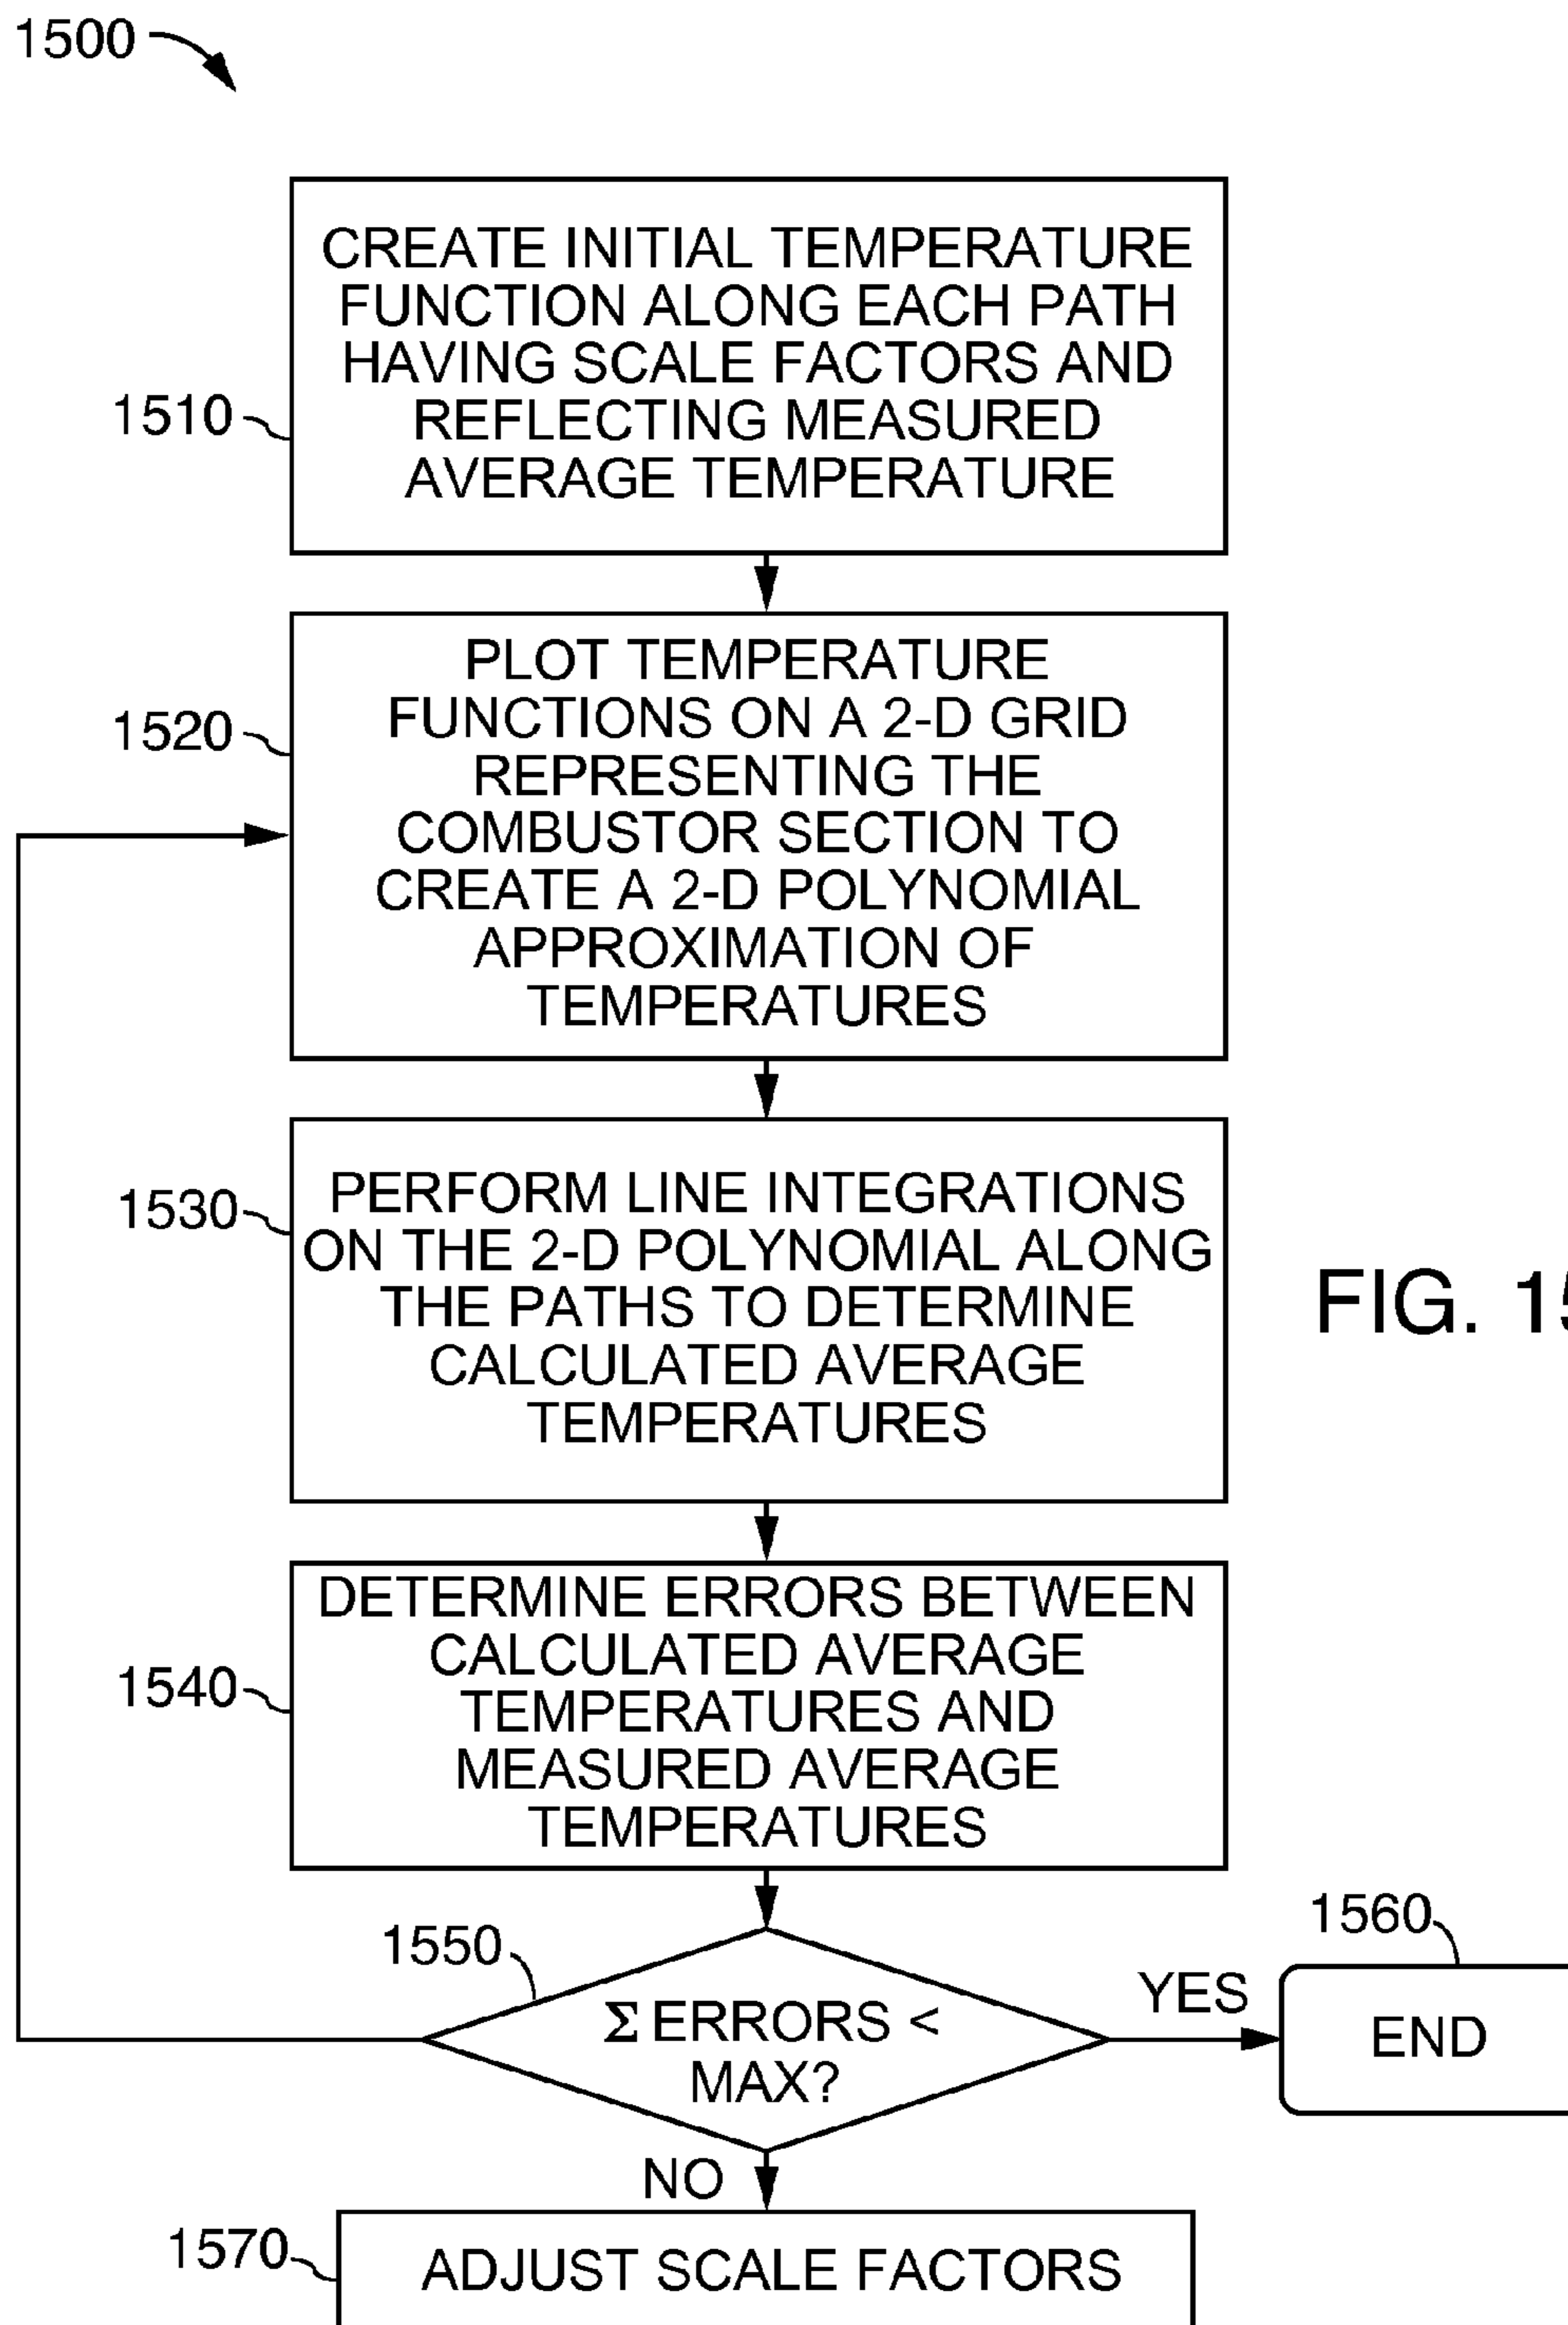 1500
CREATE INITIAL TEMPERATURE
FUNCTION ALONG EACH PATH
HAVING SCALE FACTORS AND
REFLECTING MEASURED
AVERAGE TEMPERATURE
1510
PLOT TEMPERATURE
FUNCTIONS ON A 2-D GRID
REPRESENTING THE
COMBUSTOR SECTION TO
CREATE A 2-D POLYNOMIAL
APPROXIMATION OF
TEMPERATURES
1520
PERFORM LINE INTEGRATIONS
ON THE 2-D POLYNOMIAL ALONG
THE PATHS TO DETERMINE
CALCULATED AVERAGE
TEMPERATURES
1530
FIG. 15
DETERMINE ERRORS BETWEEN
CALCULATED AVERAGE
TEMPERATURES AND
MEASURED AVERAGE
TEMPERATURES
1540
1550
Σ ERRORS <
MAX?
YES
1560
END
NO
1570
ADJUST SCALE FACTORS